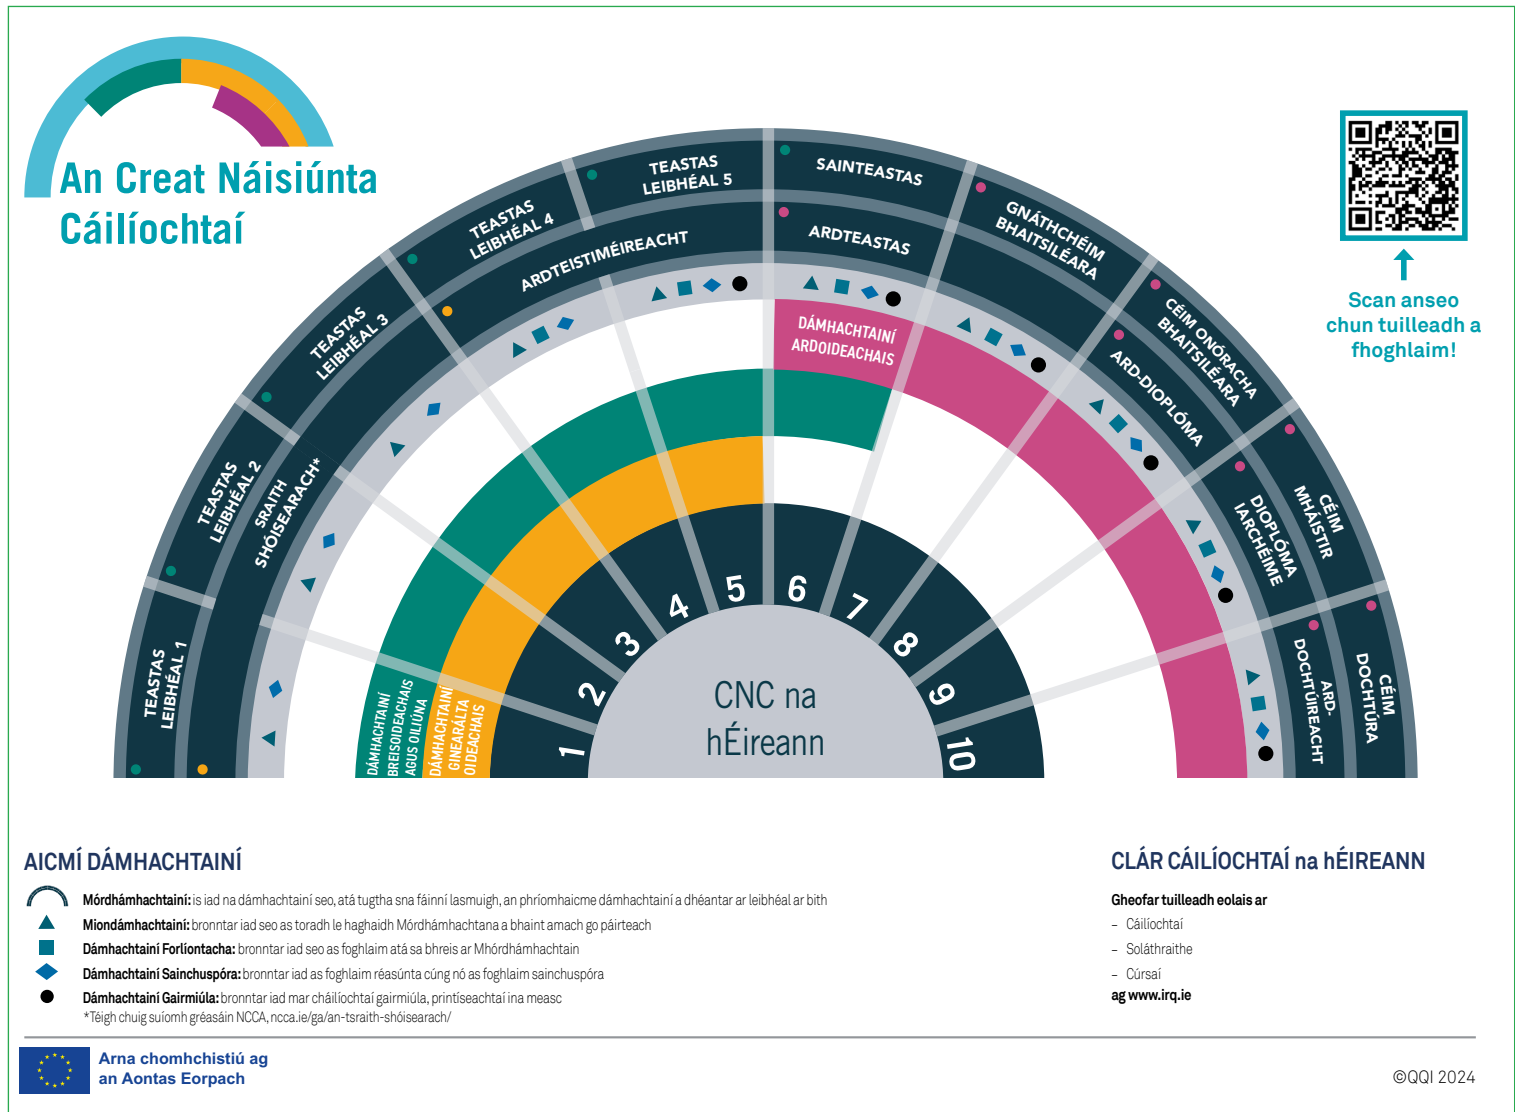 An Creat Náisiúnta
Cáilíochtaí
TEASTAS
LEIBHÉAL 1
TEASTAS
LEIBHÉAL 2
TEASTAS
LEIBHÉAL 3
TEASTAS
LEIBHÉAL 4
TEASTAS
LEIBHÉAL 5
SAINTEASTAS
GNÁTHCHÉIM
BHAITSILÉARA
CÉIM ONÓRACHA
BHAITSILÉARA
CÉIM
MHÁISTIR
CÉIM
DOCHTÚRA
SRAITH
SHÓISEARACH*
ARDTEISTIMÉIREACHT
ARDTEASTAS
ARD-DIOPLÓMA
DIOPLÓMA
IARCHÉIME
ARD-
DOCHTÚIREACHT
DÁMHACHTAINÍ
ARDOIDEACHAIS
DÁMHACHTAINÍ
BREISOIDEACHAIS
AGUS OILIÚNA
DÁMHACHTAINÍ
GINEARÁLTA
OIDEACHAIS
1
2
3
4
5
6
7
8
9
10
CNC na
hÉireann
Scan anseo
chun tuilleadh a
fhoghlaim!
AICMÍ DÁMHACHTAINÍ
Mórdhámhachtainí: is iad na dámhachtainí seo, atá tugtha sna fáinní lasmuigh, an phríomhaicme dámhachtainí a dhéantar ar leibhéal ar bith
Miondámhachtainí: bronntar iad seo as toradh le haghaidh Mórdhámhachtana a bhaint amach go páirteach
Dámhachtainí Forlíontacha: bronntar iad seo as foghlaim atá sa bhreis ar Mhórdhámhachtain
Dámhachtainí Sainchuspóra: bronntar iad as foghlaim réasúnta cúng nó as foghlaim sainchuspóra
Dámhachtainí Gairmiúla: bronntar iad mar cháilíochtaí gairmiúla, printíseachtaí ina measc
*Téigh chuig suíomh gréasáin NCCA, ncca.ie/ga/an-tsraith-shóisearach/
CLÁR CÁILÍOCHTAÍ na hÉIREANN
Gheofar tuilleadh eolais ar
– Cáilíochtaí
– Soláthraithe
– Cúrsaí
ag www.irq.ie
Arna chomhchistiú ag
an Aontas Eorpach
©QQI 2024